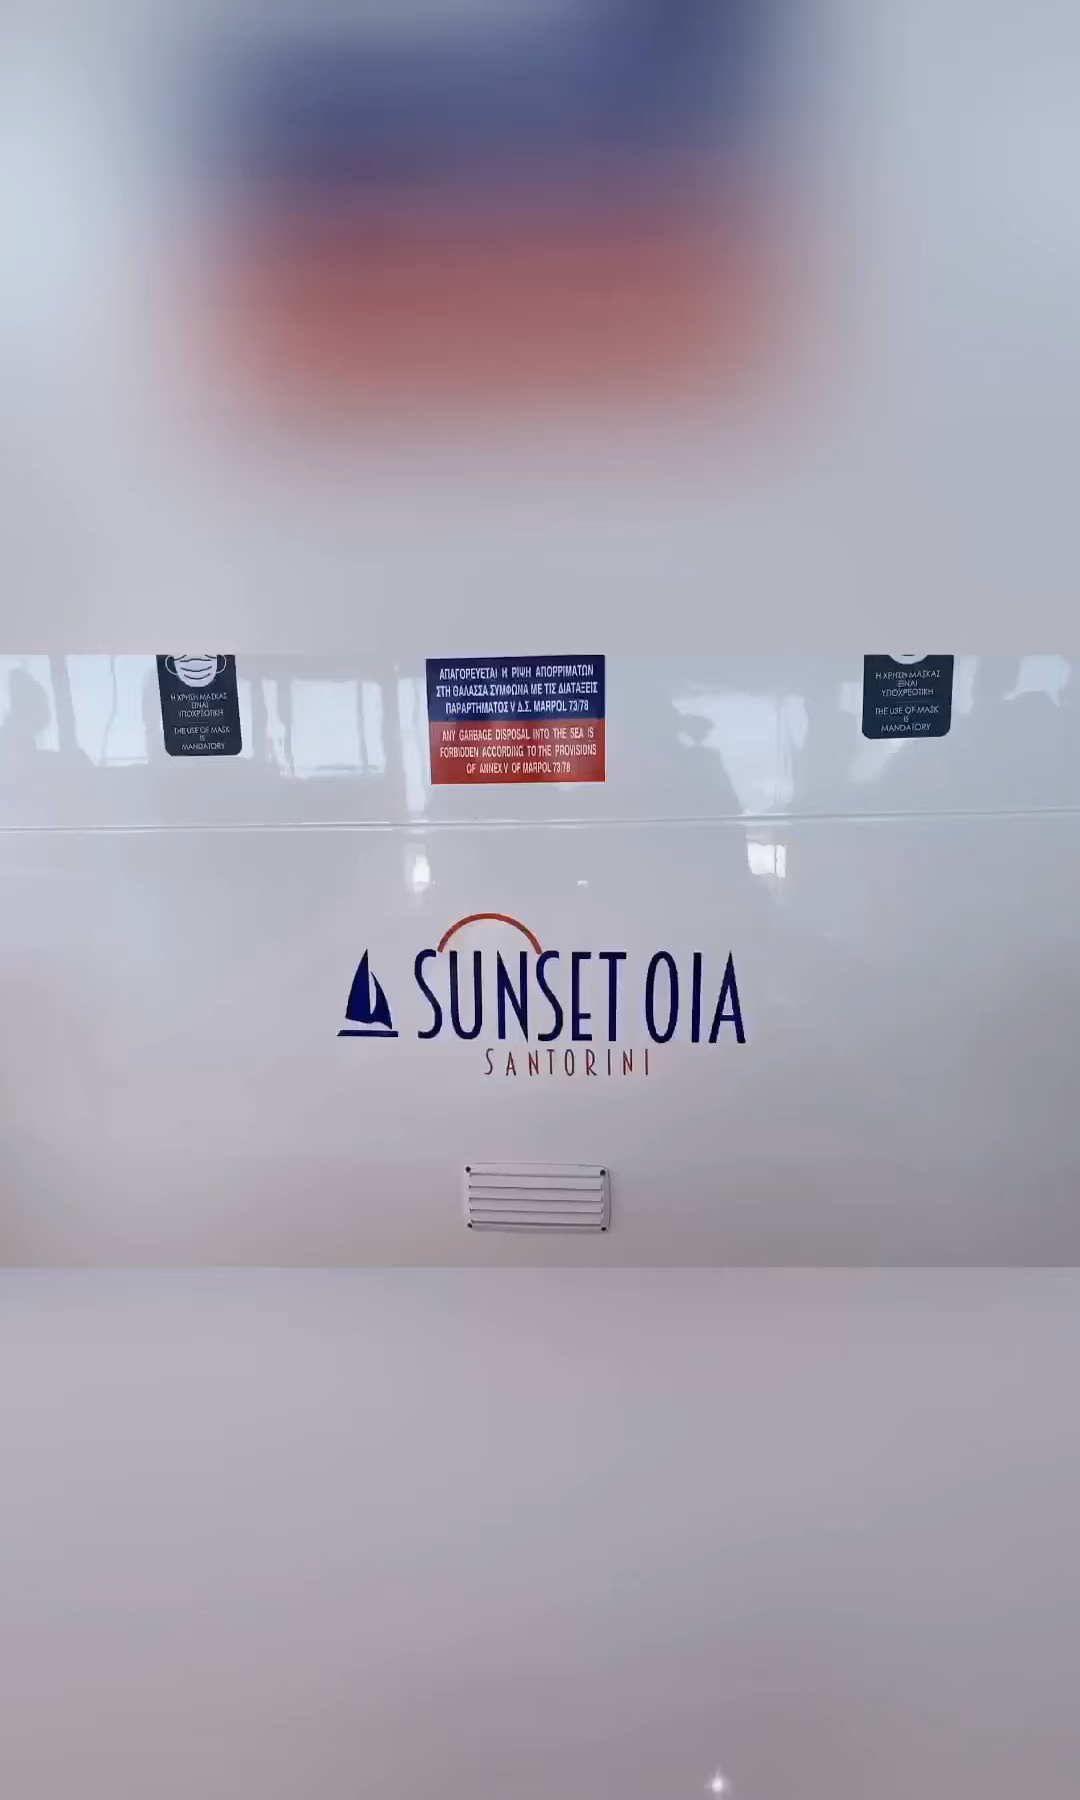 Η ΧΡΗΣΗ ΜΑΣΚΑΣ
ΕΙΝΑΙ
ΥΠΟΧΡΕΩΤΙΚΗ
THE USE OF MASK
IS
MANDATORY
ΑΠΑΓΟΡΕΥΕΤΑΙ Η ΡΙΨΗ ΑΠΟΡΡΙΜΑΤΩΝ
ΣΤΗ ΘΑΛΑΣΣΑ ΣΥΜΦΩΝΑ ΜΕ ΤΙΣ ΔΙΑΤΑΞΕΙΣ
ΠΑΡΑΡΤΗΜΑΤΟΣ V Δ.Σ. MARPOL 73/78
ANY GARBAGE DISPOSAL INTO THE SEA IS
FORBIDDEN ACCORDING TO THE PROVISIONS
OF ANNEX V OF MARPOL 73/78
Η ΧΡΗΣΗ ΜΑΣΚΑΣ
ΕΙΝΑΙ
ΥΠΟΧΡΕΩΤΙΚΗ
THE USE OF MASK
IS
MANDATORY
SUNSET OIA
SANTORINI